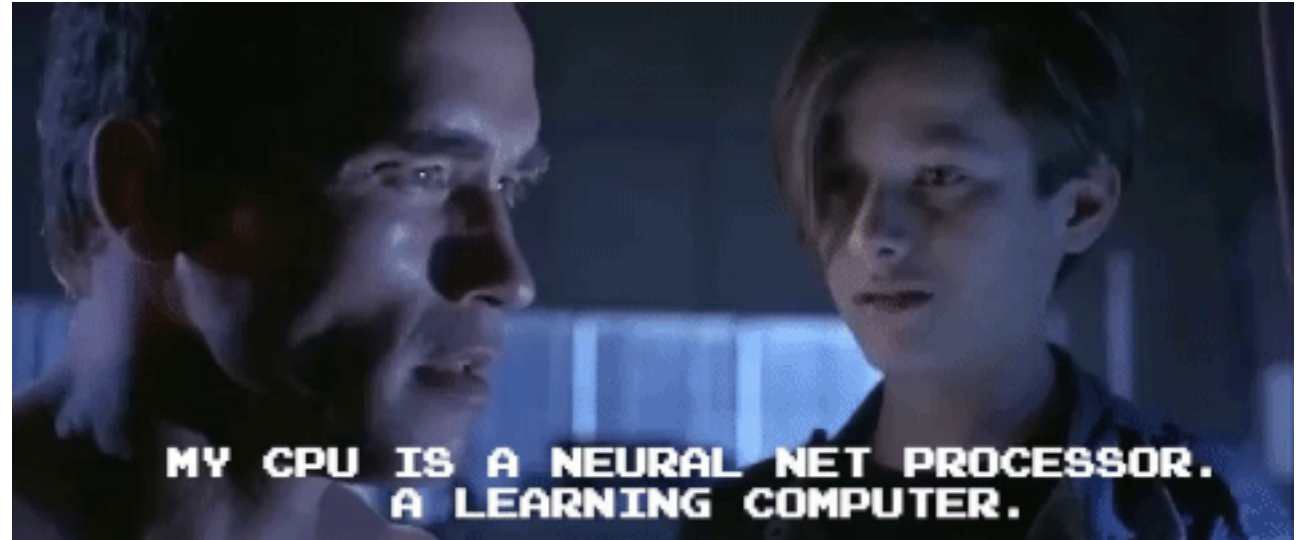 MY CPU IS A NEURAL NET PROCESSOR.
A LEARNING COMPUTER.